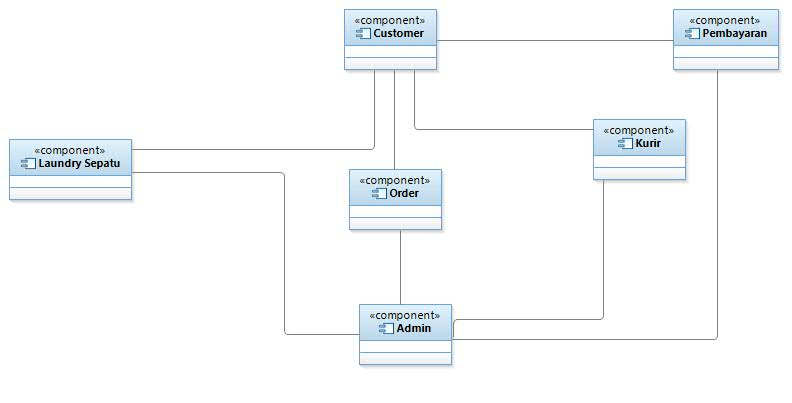 «component»
Customer
«component»
Pembayaran
«component»
Kurir
«component»
Laundry Sepatu
«component»
Order
«component»
Admin